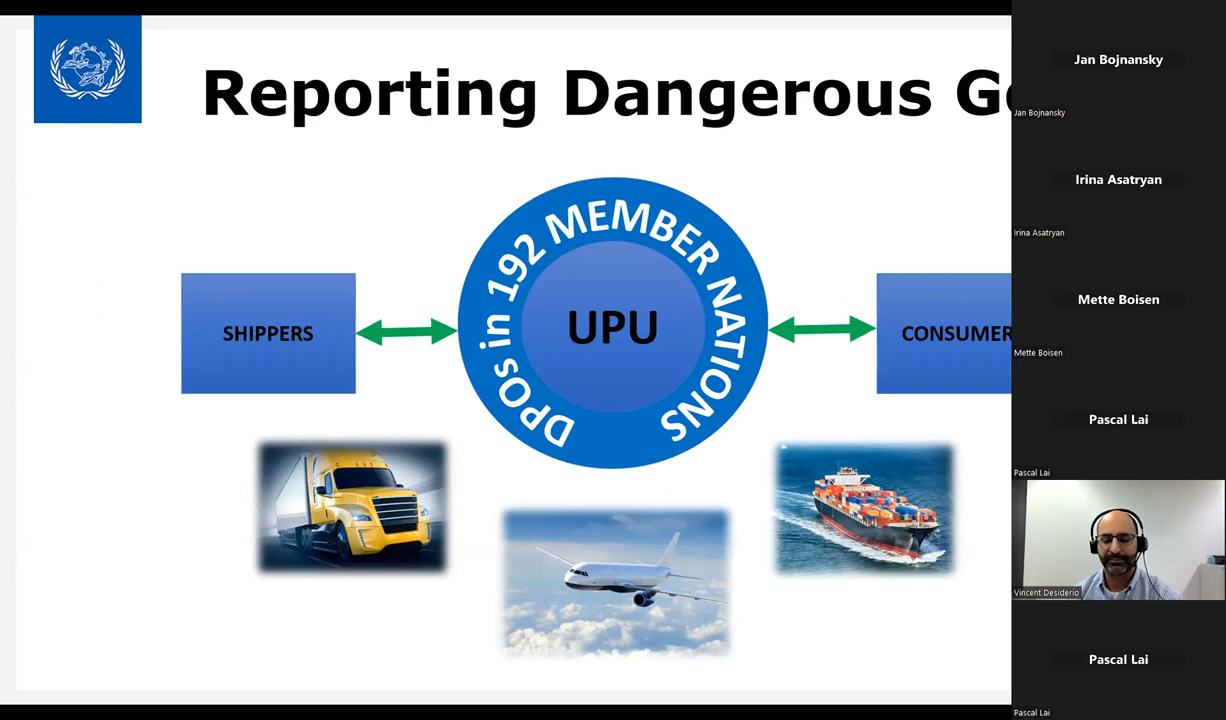 Reporting Dangerous Go
DPOs in 192 MEMBER NATIONS
UPU
SHIPPERS
CONSUMER
Jan Bojnansky
Jan Bojnansky
Irina Asatryan
Irina Asatryan
Mette Boisen
Mette Boisen
Pascal Lai
Pascal Lai
Vincent Desiderio
Pascal Lai
Pascal Lai